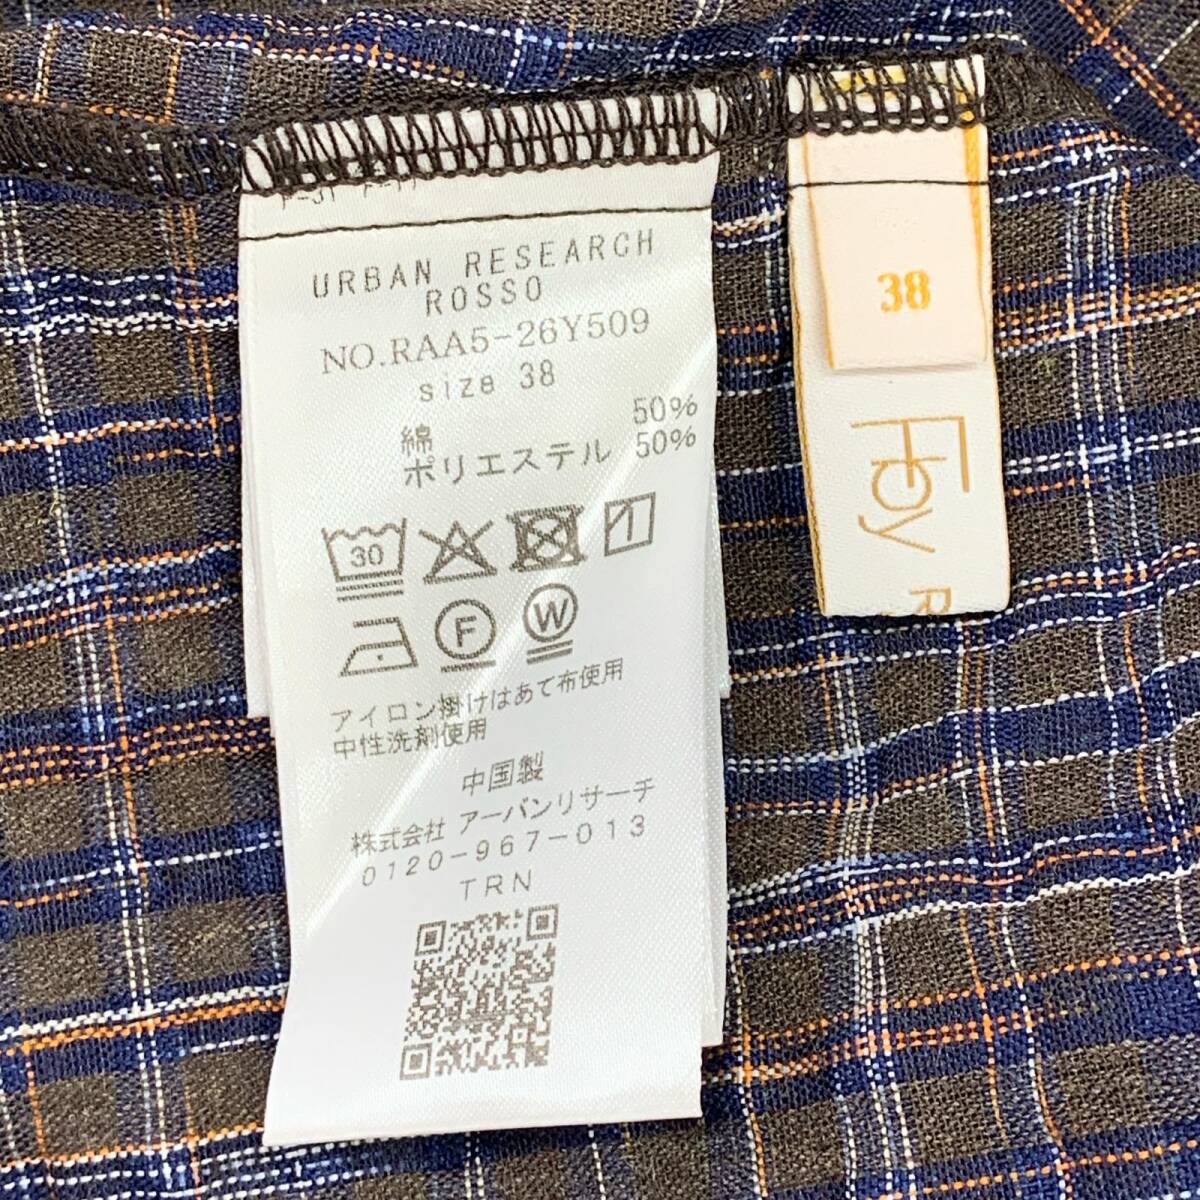 URBAN RESEARCH
ROSSO
NO.RAA5-26Y509
size 38
綿 50%
ポリエステル 50%
30
F
W
アイロン掛けはあて布使用
中性洗剤使用
中国製
株式会社 アーバンリサーチ
0120-967-013
TRN
38